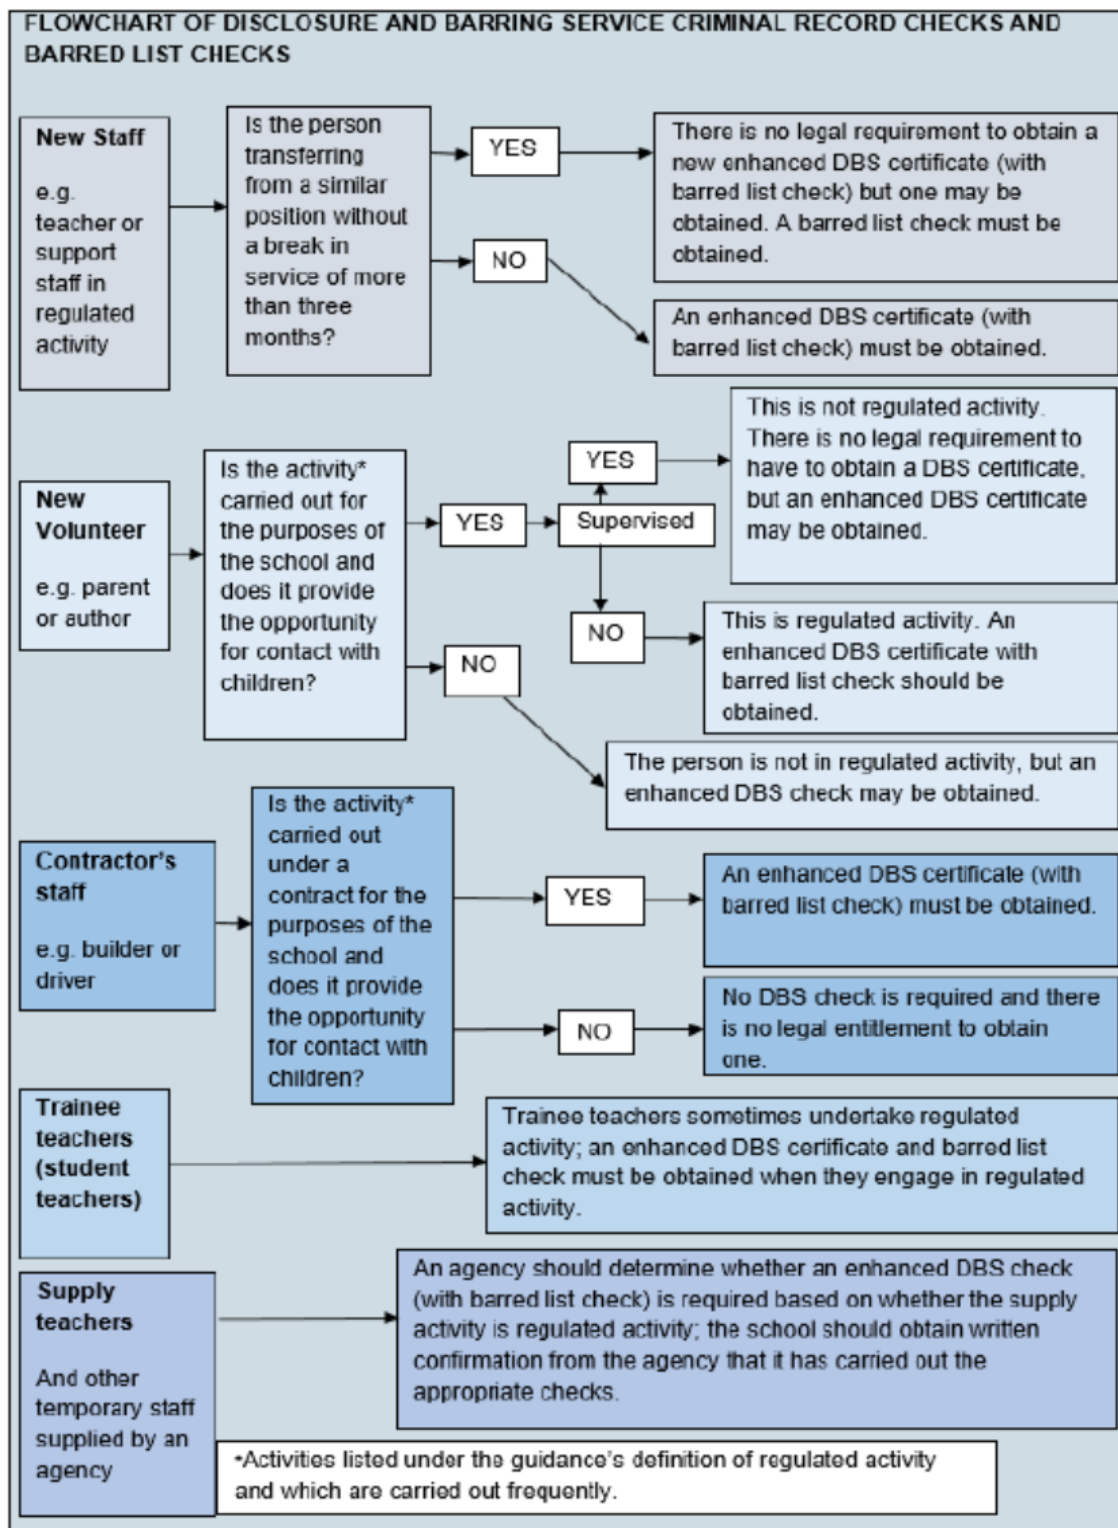 FLOWCHART OF DISCLOSURE AND BARRING SERVICE CRIMINAL RECORD CHECKS AND
BARRED LIST CHECKS
New Staff
e.g.
teacher or
support
staff in
regulated
activity
Is the person
transferring
from a similar
position without
a break in
service of more
than three
months?
YES
There is no legal requirement to obtain a
new enhanced DBS certificate (with
barred list check) but one may be
obtained. A barred list check must be
obtained.
NO
An enhanced DBS certificate (with
barred list check) must be obtained.
New
Volunteer
e.g. parent
or author
Is the activity*
carried out for
the purposes of
the school and
does it provide
the opportunity
for contact with
children?
YES
Supervised
YES
This is not regulated activity.
There is no legal requirement to
have to obtain a DBS certificate,
but an enhanced DBS certificate
may be obtained.
NO
This is regulated activity. An
enhanced DBS certificate with
barred list check should be
obtained.
NO
The person is not in regulated activity, but an
enhanced DBS check may be obtained.
Contractor's
staff
e.g. builder or
driver
Is the activity*
carried out
under a
contract for the
purposes of the
school and
does it provide
the opportunity
for contact with
children?
YES
An enhanced DBS certificate (with
barred list check) must be obtained.
NO
No DBS check is required and there
is no legal entitlement to obtain
one.
Trainee
teachers
(student
teachers)
Trainee teachers sometimes undertake regulated
activity; an enhanced DBS certificate and barred list
check must be obtained when they engage in regulated
activity.
Supply
teachers
And other
temporary staff
supplied by an
agency
An agency should determine whether an enhanced DBS check
(with barred list check) is required based on whether the supply
activity is regulated activity; the school should obtain written
confirmation from the agency that it has carried out the
appropriate checks.
*Activities listed under the guidance's definition of regulated activity
and which are carried out frequently.